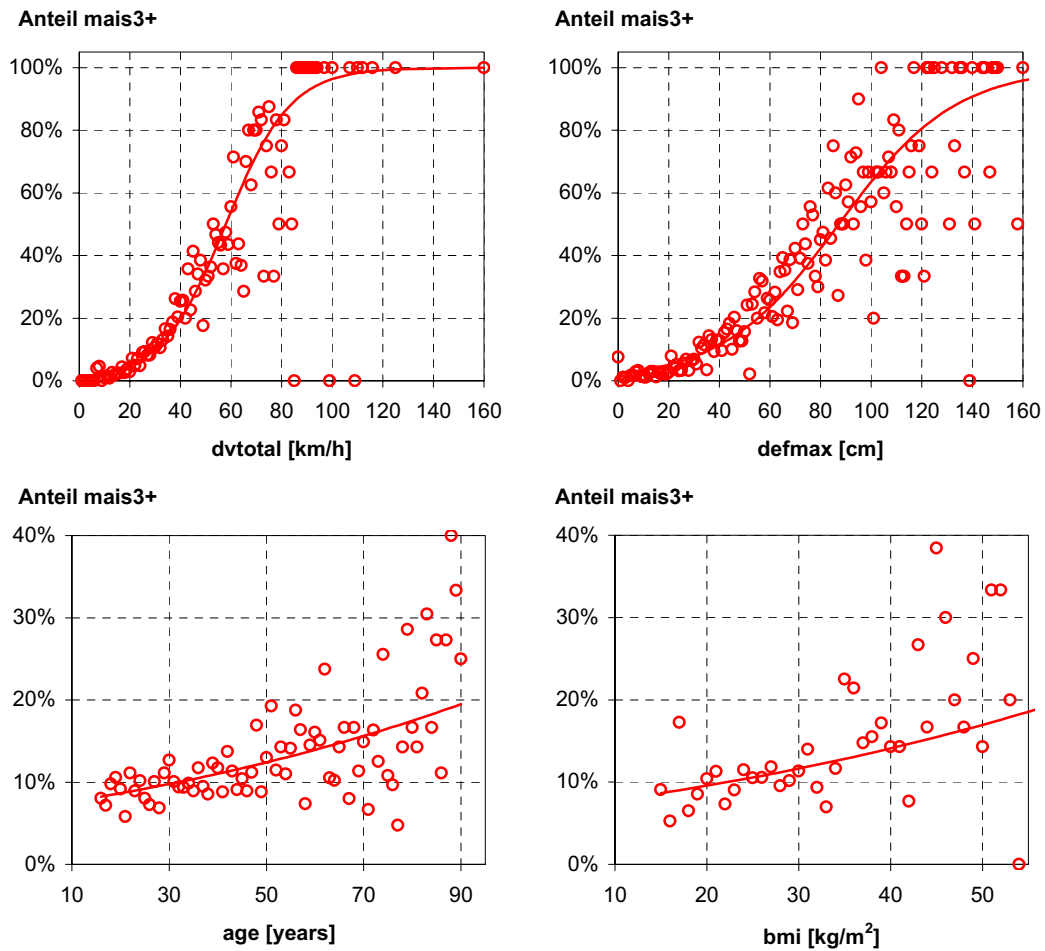 Anteil mais3+
100%
80%
60%
40%
20%
0%
0 20 40 60 80 100 120 140 160
dvtotal [km/h]
Anteil mais3+
100%
80%
60%
40%
20%
0%
0 20 40 60 80 100 120 140 160
defmax [cm]
Anteil mais3+
40%
30%
20%
10%
0%
10 30 50 70 90
age [years]
Anteil mais3+
40%
30%
20%
10%
0%
10 20 30 40 50
bmi [kg/m²]